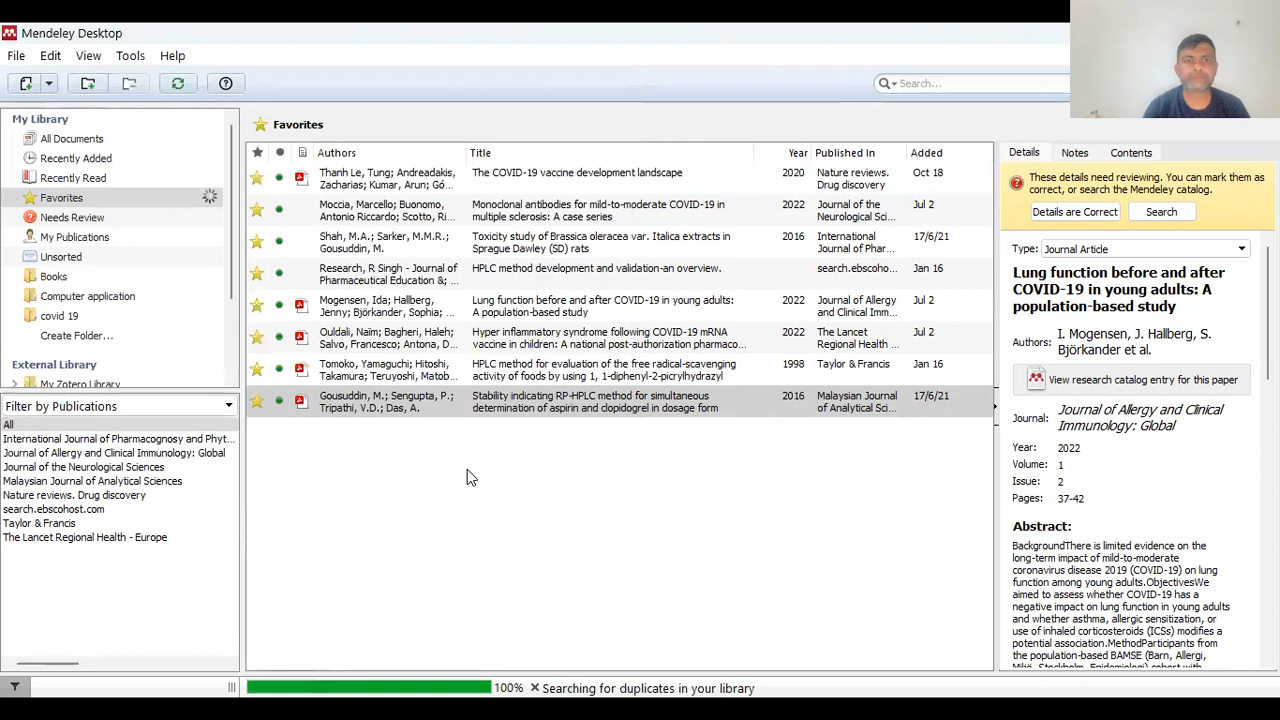 Mendeley Desktop
File Edit View Tools Help
Search...
My Library
All Documents
Recently Added
Recently Read
Favorites
Needs Review
My Publications
Unsorted
Books
Computer application
covid 19
Create Folder...
External Library
My Zotero Library
Filter by Publications
All
International Journal of Pharmacognosy and Phyt...
Journal of Allergy and Clinical Immunology: Global
Journal of the Neurological Sciences
Malaysian Journal of Analytical Sciences
Nature reviews. Drug discovery
search.ebscohost.com
Taylor & Francis
The Lancet Regional Health - Europe
Favorites
Authors Title Year Published In Added
Thanh Le, Tung; Andreadakis, The COVID-19 vaccine development landscape 2020 Nature reviews. Oct 18
Zacharias; Kumar, Arun; Gó... Drug discovery
Moccia, Marcello; Buonomo, Monoclonal antibodies for mild-to-moderate COVID-19 in 2022 Journal of the Jul 2
Antonio Riccardo; Scotto, Ri... multiple sclerosis: A case series Neurological Sci...
Shah, M.A.; Sarker, M.M.R.; Toxicity study of Brassica oleracea var. Italica extracts in 2016 International 17/6/21
Gousuddin, M. Sprague Dawley (SD) rats Journal of Phar...
Research, R Singh - Journal of HPLC method development and validation-an overview. search.ebscoho... Jan 16
Pharmaceutical Education &; ...
Mogensen, Ida; Hallberg, Lung function before and after COVID-19 in young adults: 2022 Journal of Allergy Jul 2
Jenny; Björkander, Sophia; ... A population-based study and Clinical Imm...
Ouldali, Naïm; Bagheri, Haleh; Hyper inflammatory syndrome following COVID-19 mRNA 2022 The Lancet Jul 2
Salvo, Francesco; Antona, D... vaccine in children: A national post-authorization pharmaco... Regional Health ...
Tomoko, Yamaguchi; Hitoshi, HPLC method for evaluation of the free radical-scavenging 1998 Taylor & Francis Jan 16
Takamura; Teruyoshi, Matob... activity of foods by using 1, 1-diphenyl-2-picrylhydrazyl
Gousuddin, M.; Sengupta, P.; Stability indicating RP-HPLC method for simultaneous 2016 Malaysian Journal 17/6/21
Tripathi, V.D.; Das, A. determination of aspirin and clopidogrel in dosage form of Analytical Sci...
Details Notes Contents
These details need reviewing. You can mark them as
correct, or search the Mendeley catalog.
Details are Correct Search
Type: Journal Article
Lung function before and after
COVID-19 in young adults: A
population-based study
Authors: I. Mogensen, J. Hallberg, S.
Björkander et al.
View research catalog entry for this paper
Journal: Journal of Allergy and Clinical
Immunology: Global
Year: 2022
Volume: 1
Issue: 2
Pages: 37-42
Abstract:
BackgroundThere is limited evidence on the
long-term impact of mild-to-moderate
coronavirus disease 2019 (COVID-19) on lung
function among young adults.ObjectivesWe
aimed to assess whether COVID-19 has a
negative impact on lung function in young adults
and whether asthma, allergic sensitization, or
use of inhaled corticosteroids (ICSs) modifies a
potential association.MethodParticipants from
the population-based BAMSE (Barn, Allergi,
Miljö, Stockholm, Epidemiologi) cohort with
100% Searching for duplicates in your library